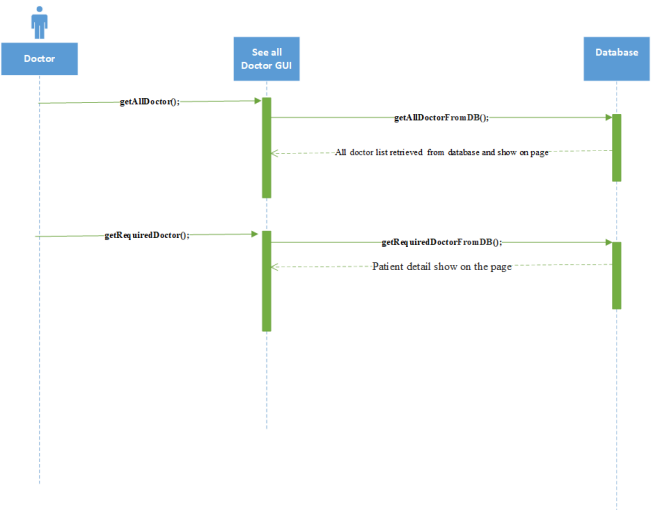 Doctor
See all
Doctor GUI
Database
getAllDoctor();
getAllDoctorFromDB();
All doctor list retrieved from database and show on page
getRequiredDoctor();
getRequiredDoctorFromDB();
Patient detail show on the page